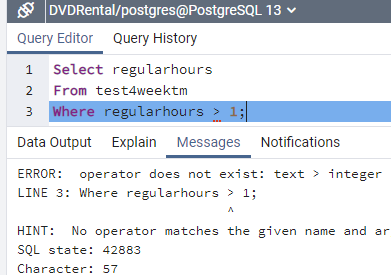 DVDRental/postgres@PostgreSQL 13
Query Editor Query History
1 Select regularhours
2 From test4weektm
3 Where regularhours > 1;
Data Output Explain Messages Notifications
ERROR:  operator does not exist: text > integer
LINE 3: Where regularhours > 1;
^
HINT:  No operator matches the given name and ar
SQL state: 42883
Character: 57